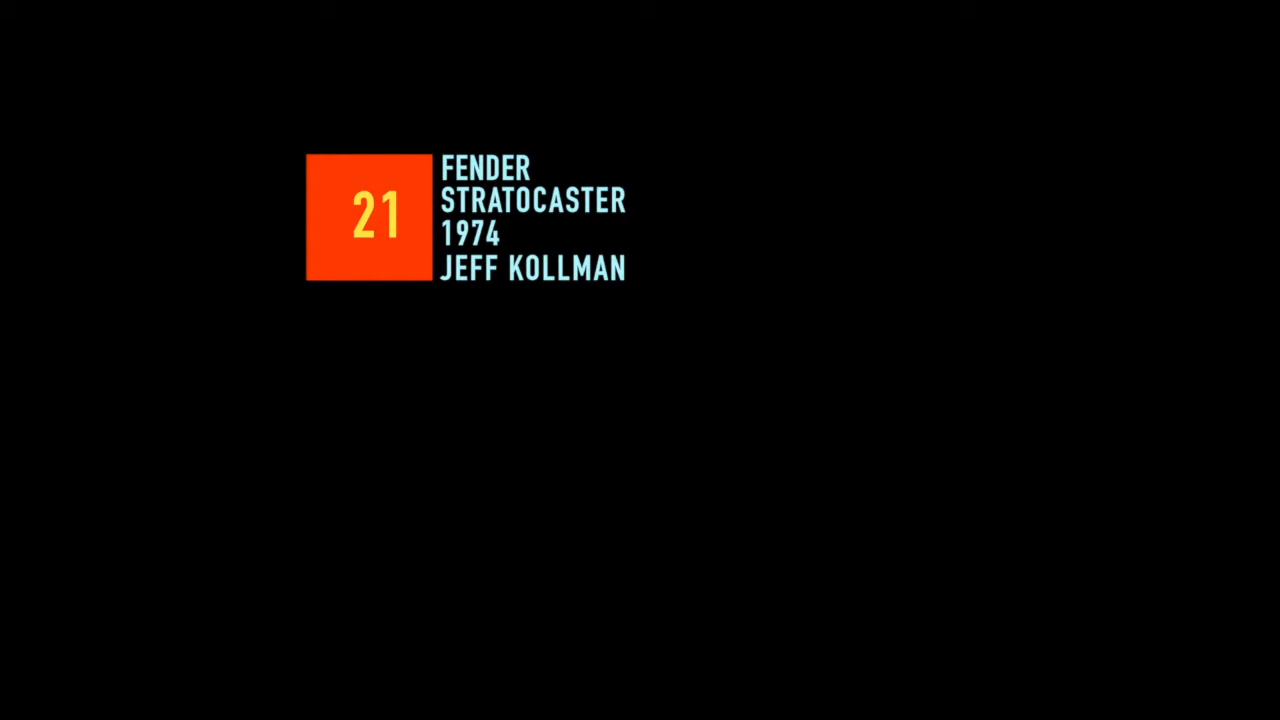 21
FENDER
STRATOCASTER
1974
JEFF KOLLMAN